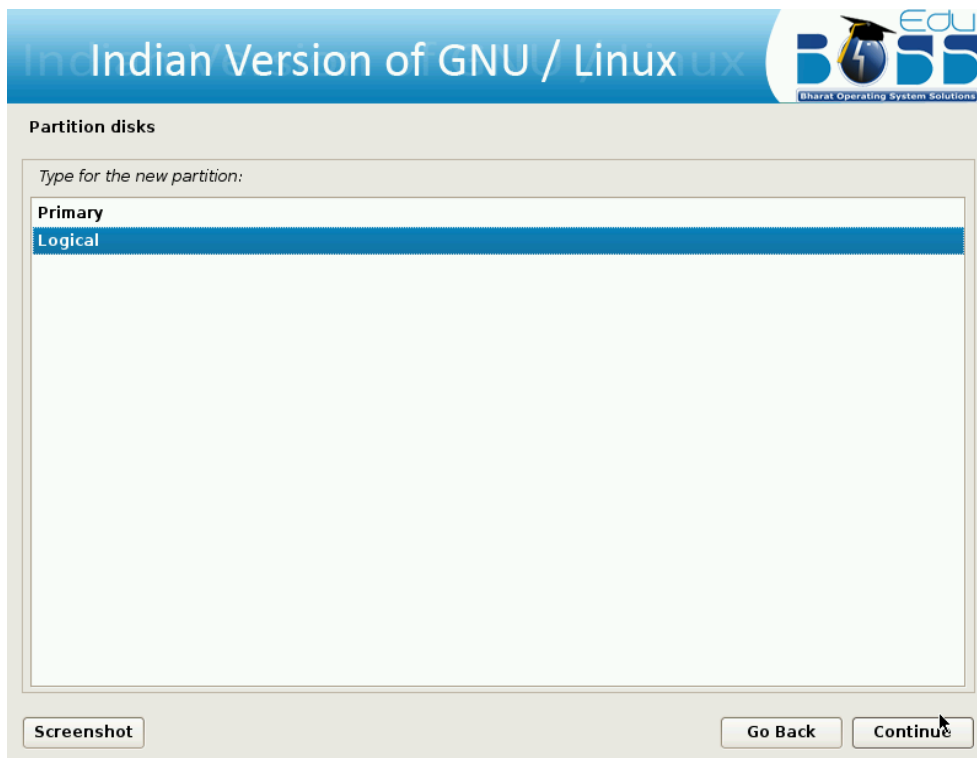 Indian Version of GNU / Linux
Edu
BOSS
Bharat Operating System Solutions
Partition disks
Type for the new partition:
Primary
Logical
Screenshot
Go Back
Continue